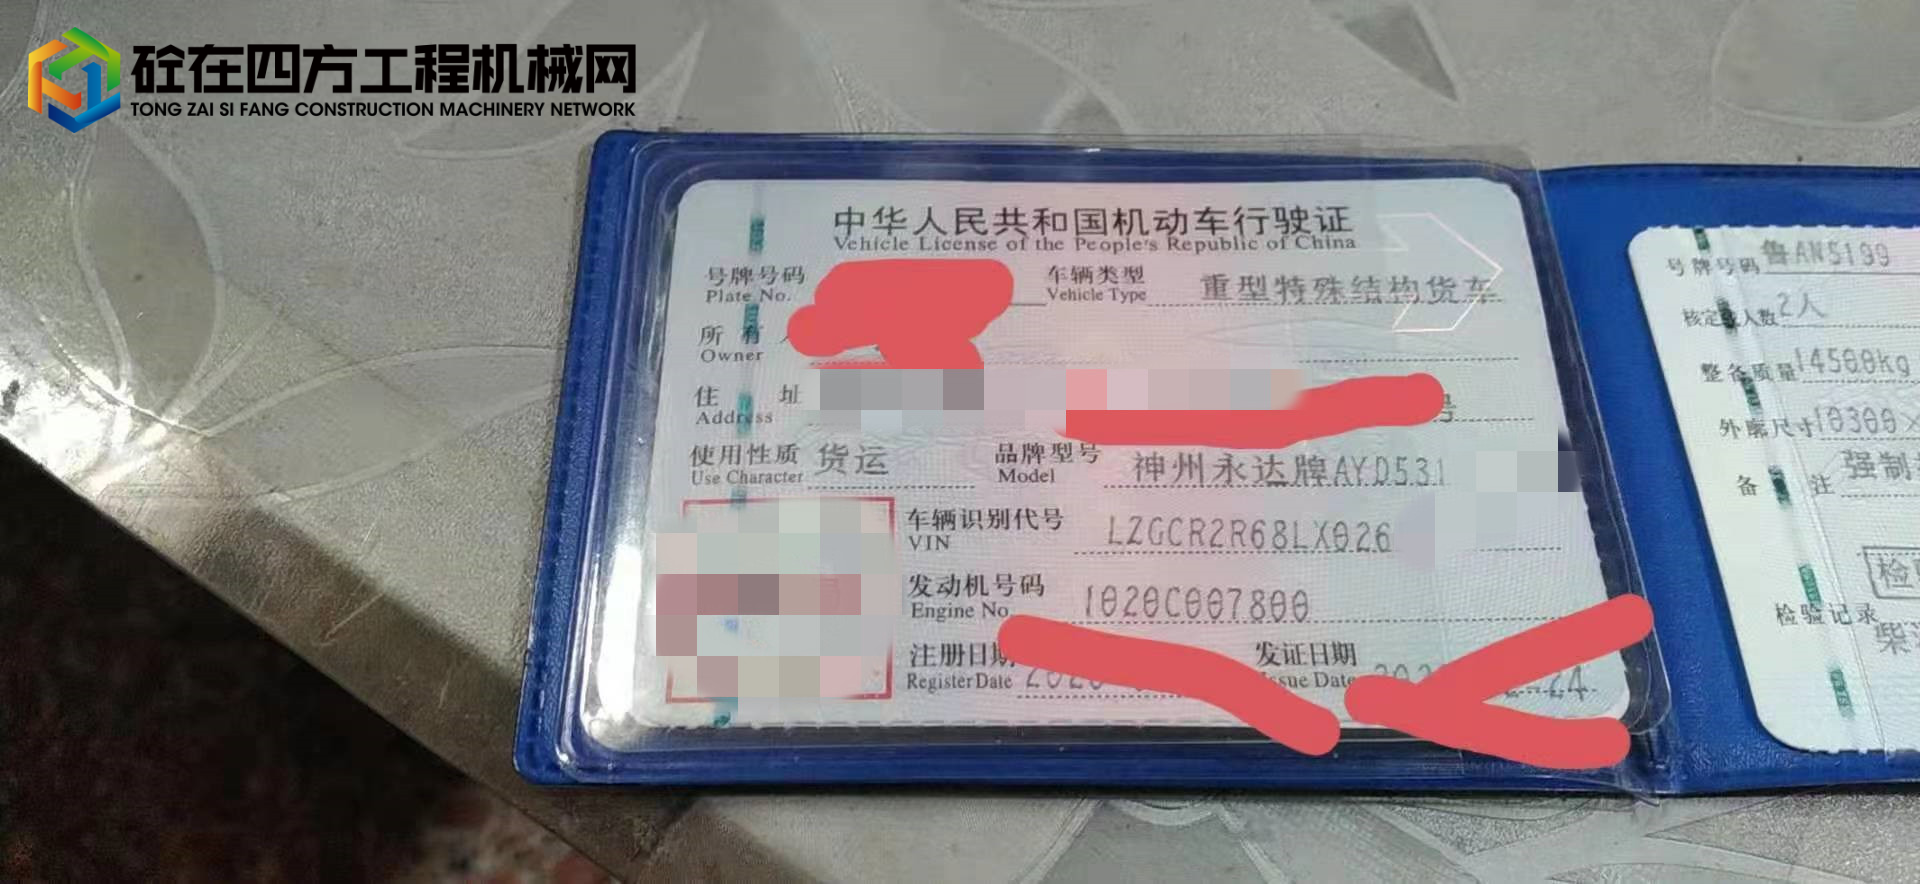 砼在四方工程机械网
TONG ZAI SI FANG CONSTRUCTION MACHINERY NETWORK
中华人民共和国机动车行驶证
Vehicle License of the People's Republic of China
号牌号码 车辆类型 重型特殊结构货车
Plate No. Vehicle Type
所有
Owner
住址 号
Address
使用性质 货运 品牌型号 神州永达牌AYD531
Use Character Model
车辆识别代号 LZGCR2R68LX026
VIN
发动机号码 1020C007800
Engine No.
注册日期 发证日期
Register Date Issue Date
号牌号码 鲁AN5199
核定载人数 2人
整备质量 14500kg
外廓尺寸 10300×
备注 强制
检验记录
检
柴